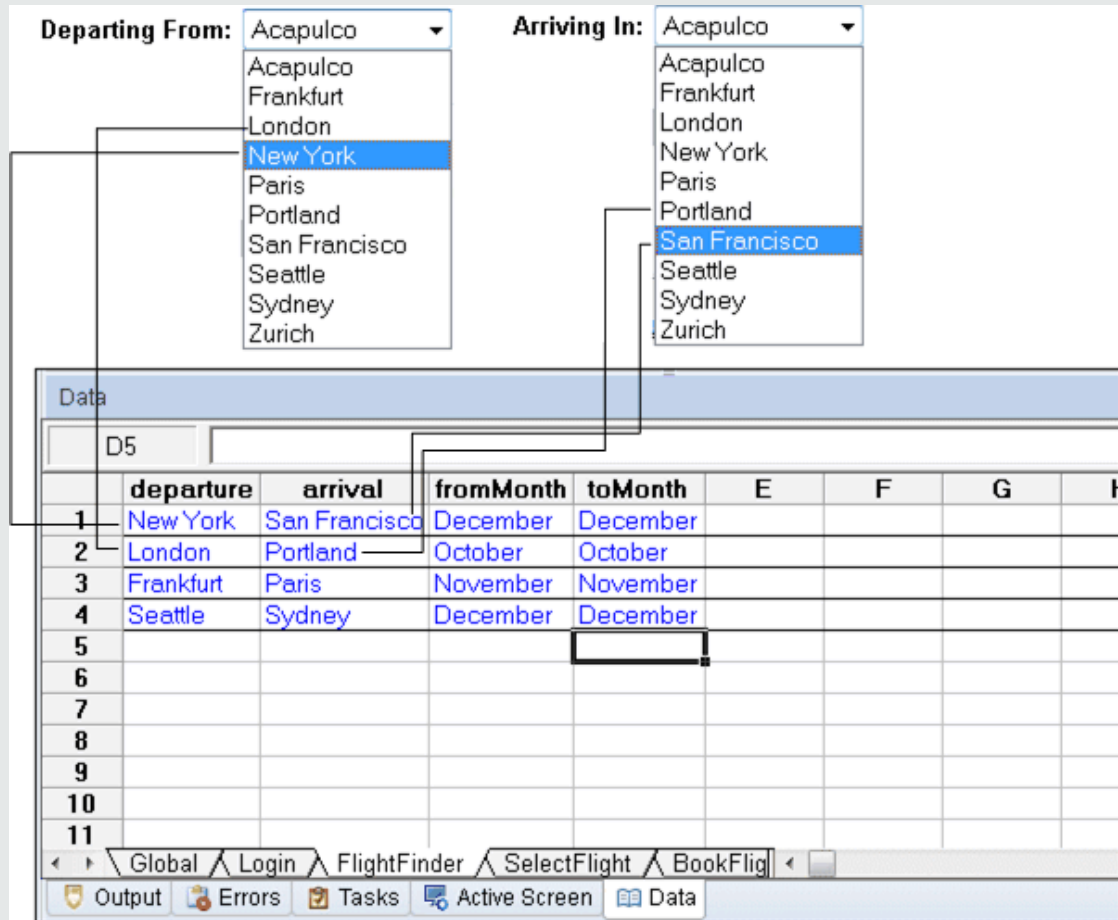 Departing From: Acapulco
Arriving In: Acapulco
Acapulco
Frankfurt
London
New York
Paris
Portland
San Francisco
Seattle
Sydney
Zurich
Acapulco
Frankfurt
London
New York
Paris
Portland
San Francisco
Seattle
Sydney
Zurich
Data
D5
departure arrival fromMonth toMonth E F G
1 New York San Francisco December December
2 London Portland October October
3 Frankfurt Paris November November
4 Seattle Sydney December December
5
6
7
8
9
10
11
Global Login FlightFinder SelectFlight BookFlig
Output Errors Tasks Active Screen Data